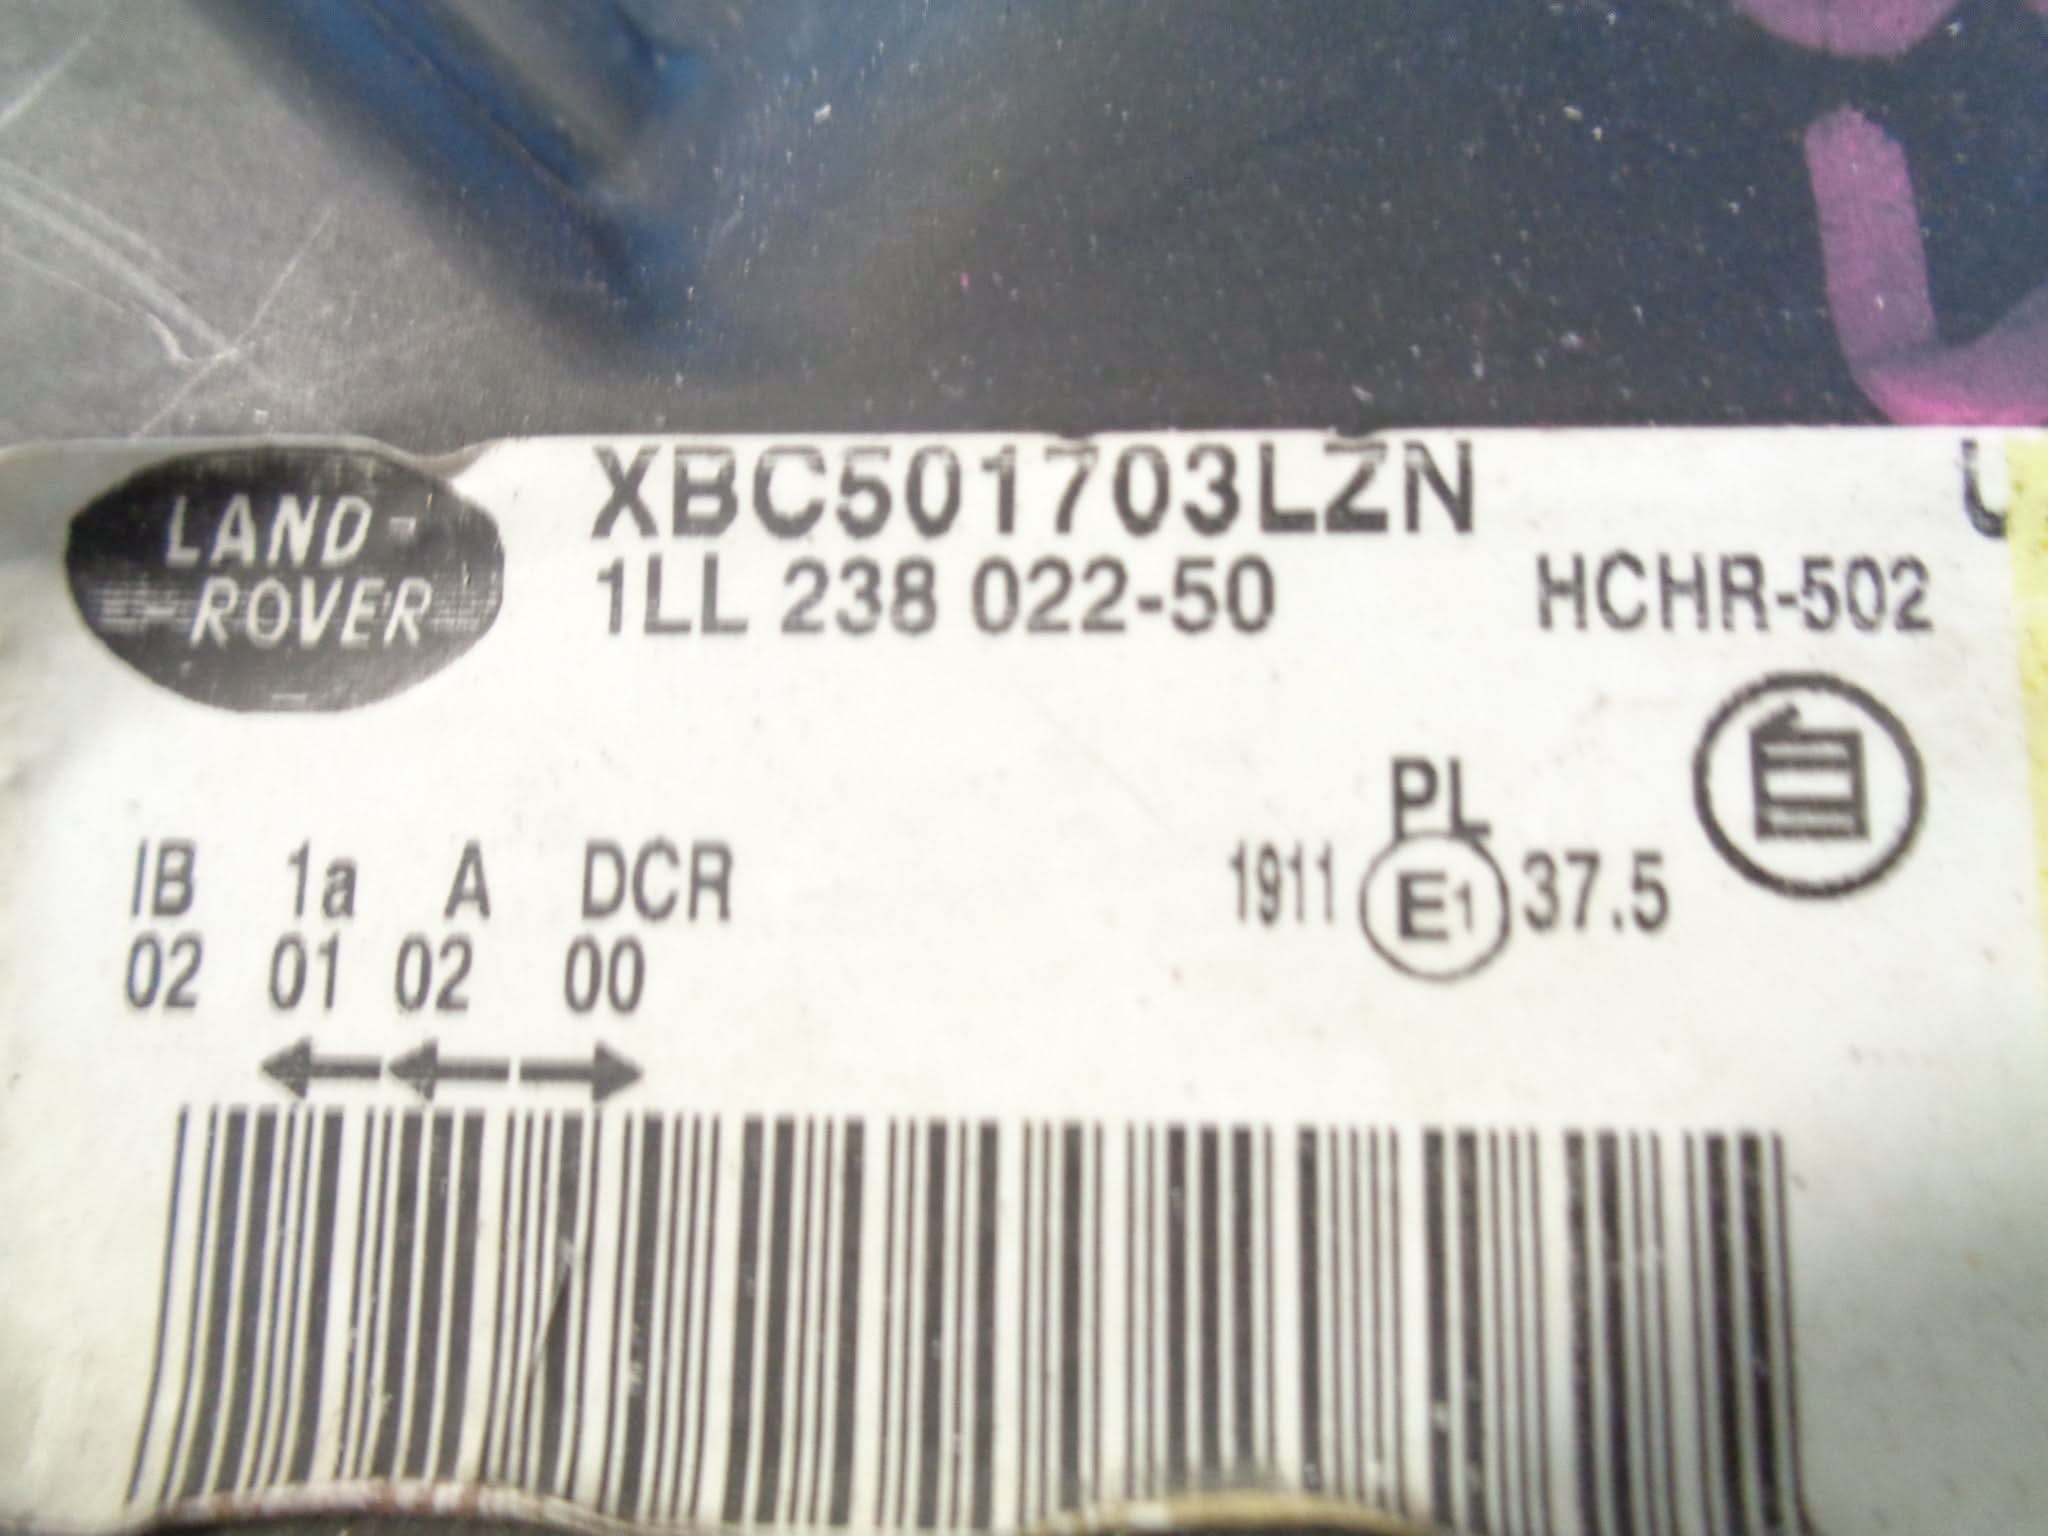 LAND-
-ROVER
XBC501703LZN
1LL 238 022-50 HCHR-502
PL
IB 1a A DCR
1911 E1 37.5
02 01 02 00